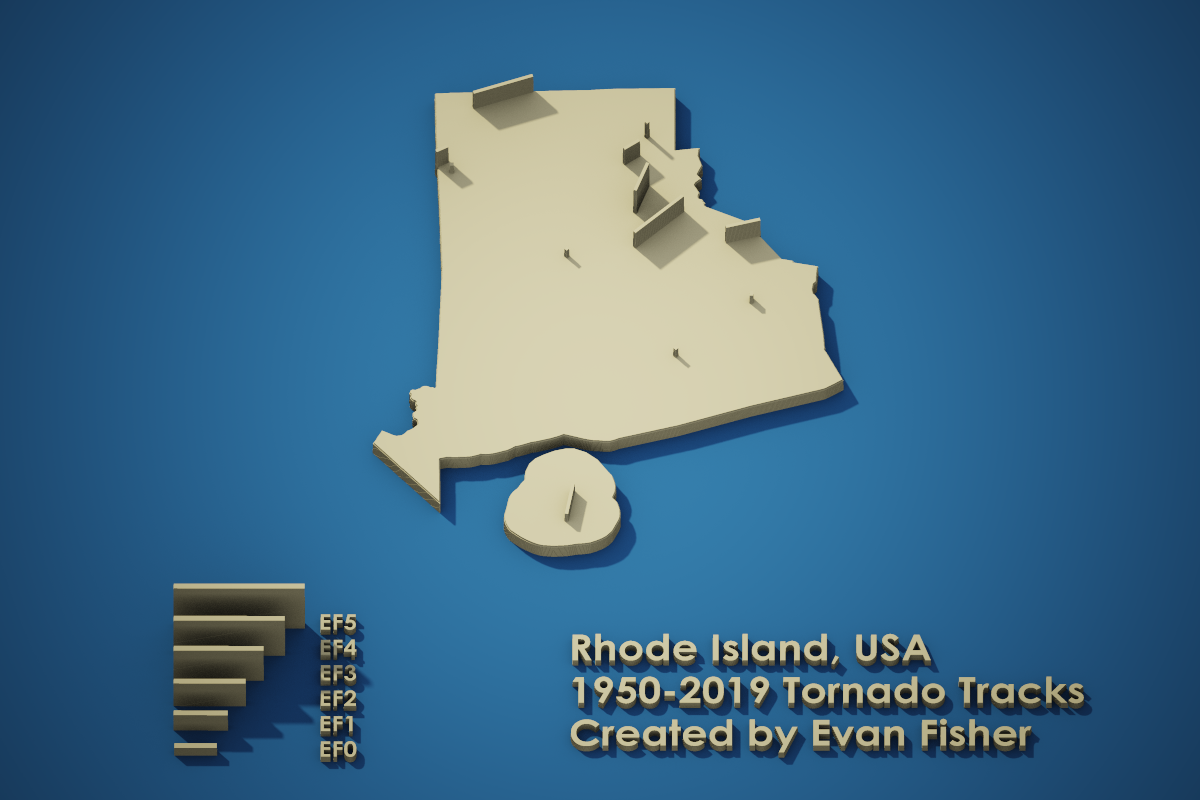 EF5
EF4
EF3
EF2
EF1
EF0
Rhode Island, USA
1950-2019 Tornado Tracks
Created by Evan Fisher